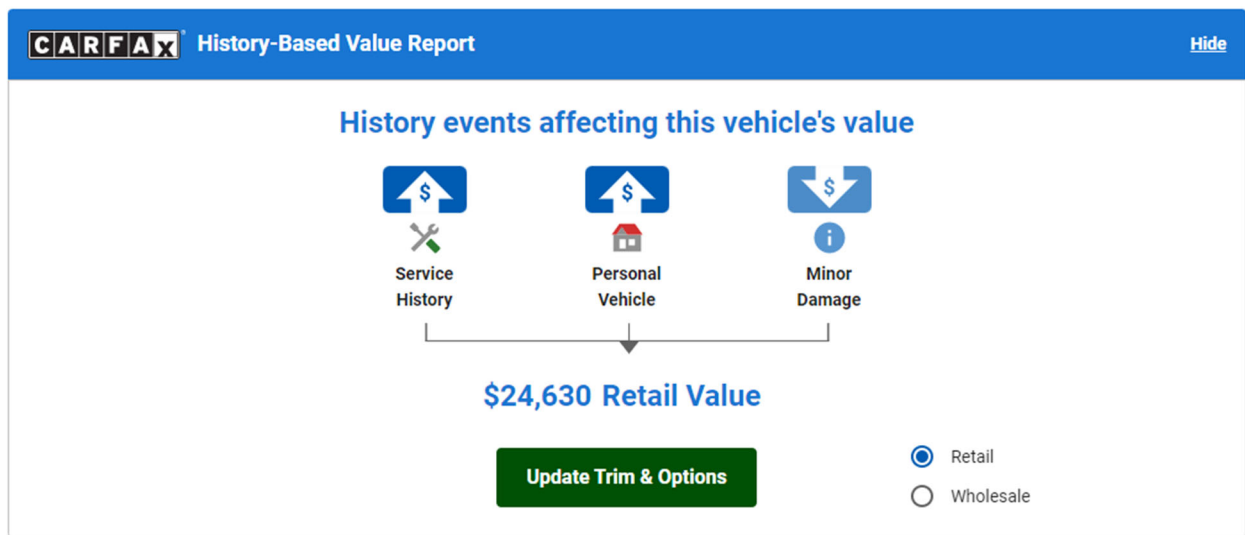 CARFAX® History-Based Value Report Hide
History events affecting this vehicle's value
$ $ $
i
Service Personal Minor
History Vehicle Damage
$24,630 Retail Value
Update Trim & Options
Retail
Wholesale